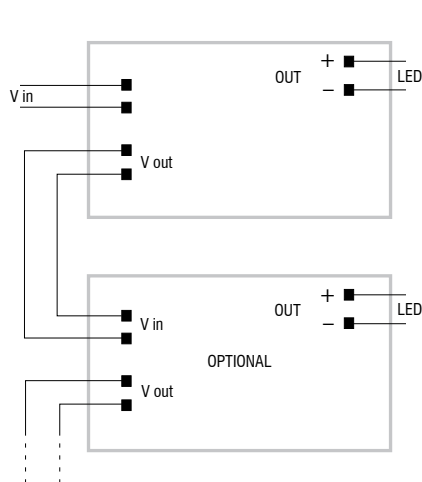 +
OUT
LED
−
V in
V out
+
OUT
LED
−
V in
OPTIONAL
V out